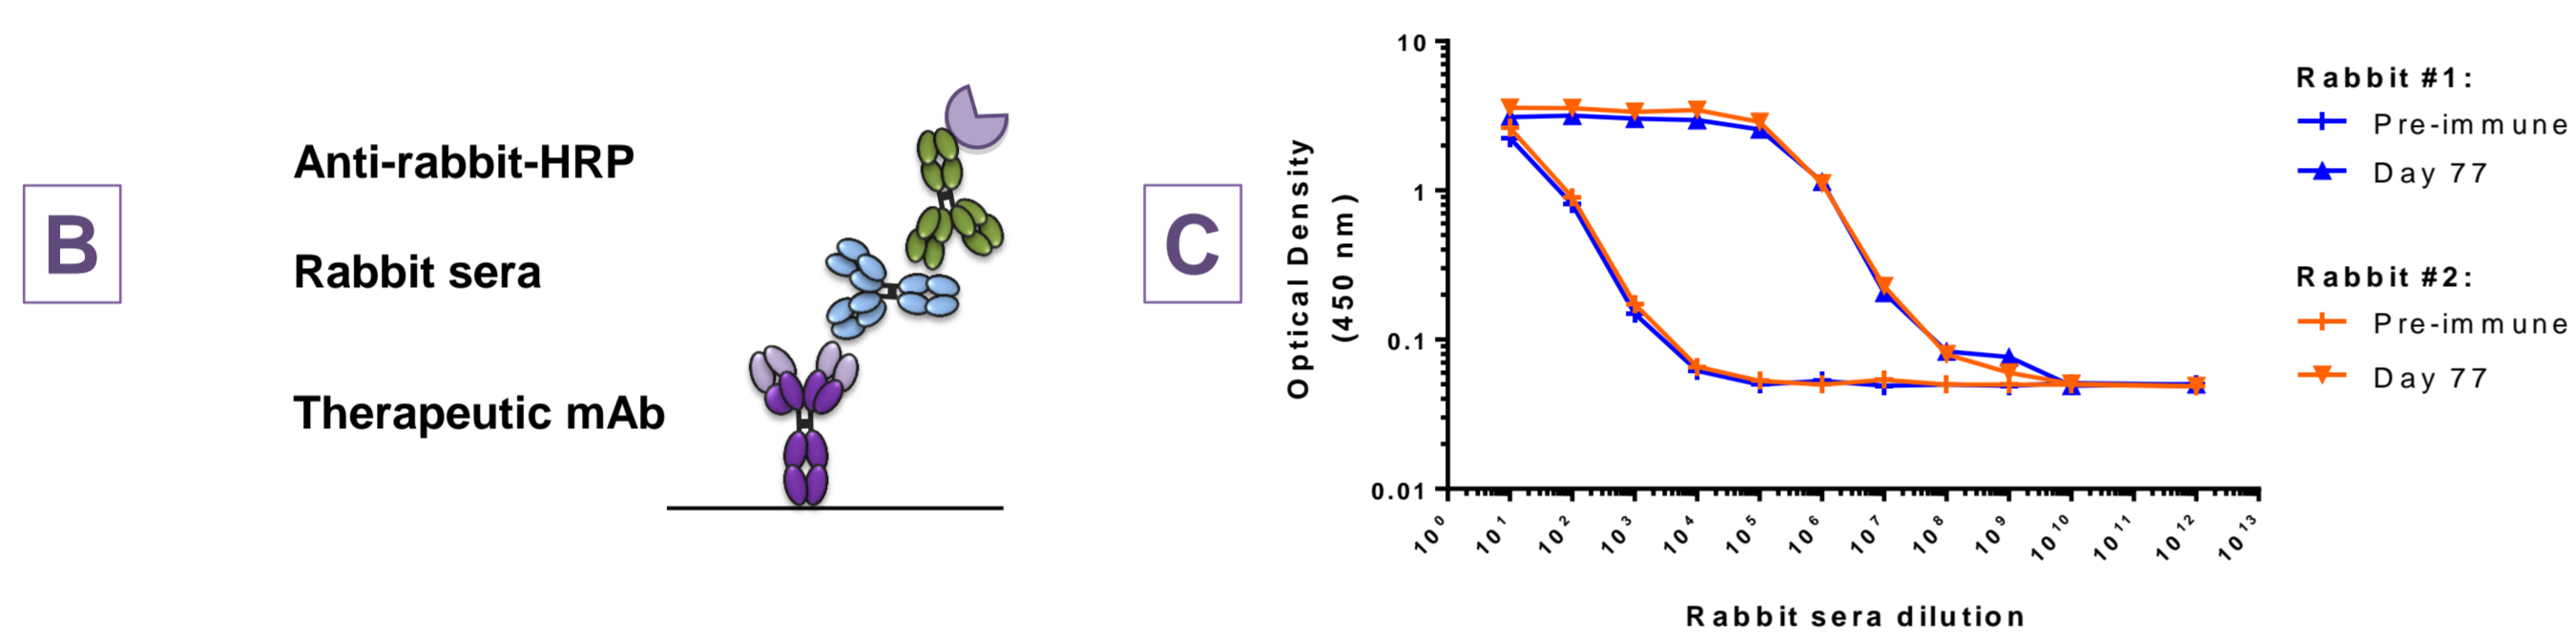 B
Anti-rabbit-HRP
Rabbit sera
Therapeutic mAb
C
Optical Density
(450 nm)
10
1
0.1
0.01
10⁰
10¹
10²
10³
10⁴
10⁵
10⁶
10⁷
10⁸
10⁹
10¹⁰
10¹¹
10¹²
10¹³
Rabbit sera dilution
Rabbit #1:
Pre-immune
Day 77
Rabbit #2:
Pre-immune
Day 77